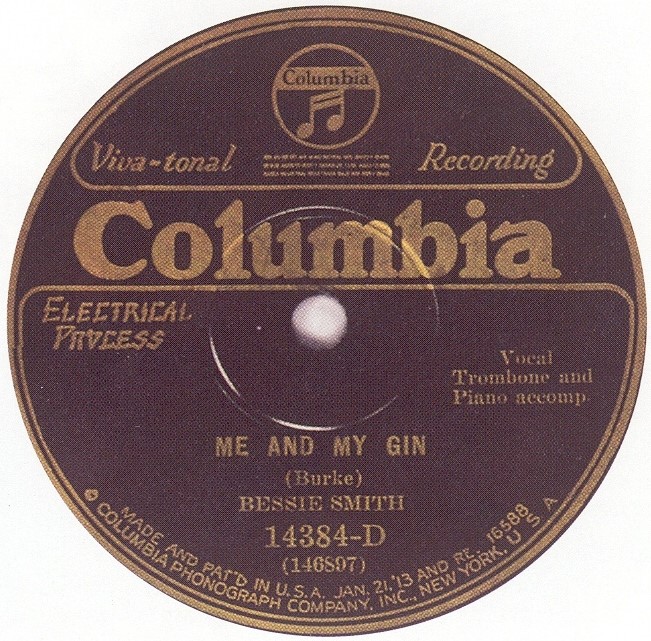 Columbia
Viva-tonal Recording
Columbia
ELECTRICAL
PROCESS
Vocal
Trombone and
Piano accomp.
ME AND MY GIN
(Burke)
BESSIE SMITH
14384-D
(146897)
MADE AND PAT'D IN U.S.A. JAN. 21,'13 AND RE. 16588
COLUMBIA PHONOGRAPH COMPANY, INC., NEW YORK, U S A